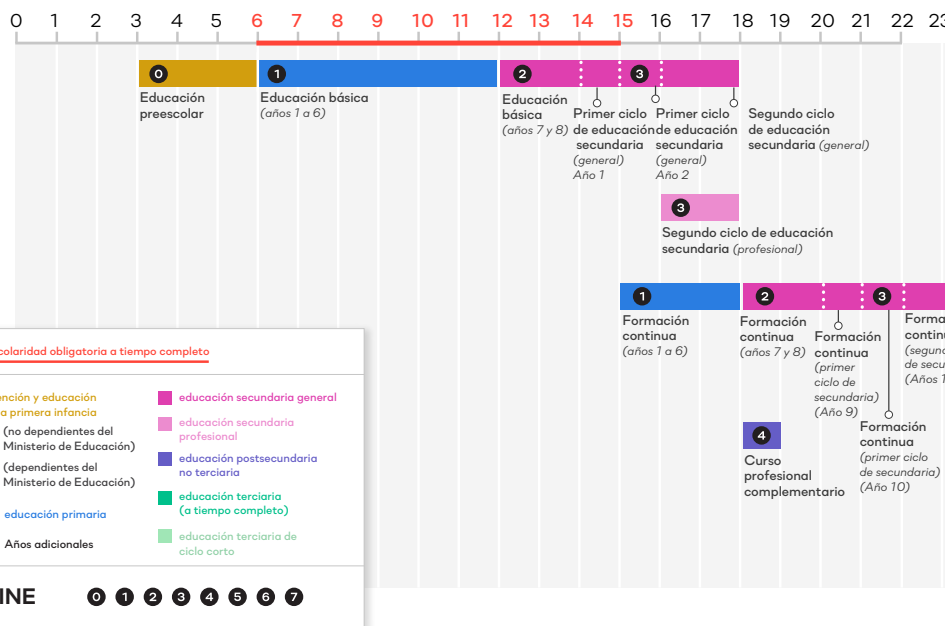 0 1 2 3 4 5 6 7 8 9 10 11 12 13 14 15 16 17 18 19 20 21 22 23
0
1
2
3
Educación
preescolar
Educación básica
(años 1 a 6)
Educación
básica
(años 7 y 8)
Primer ciclo
de educación
secundaria
(general)
Año 1
Primer ciclo
de educación
secundaria
(general)
Año 2
Segundo ciclo
de educación
secundaria (general)
3
Segundo ciclo de educación
secundaria (profesional)
1
2
3
Formación
continua
(años 1 a 6)
Formación
continua
(años 7 y 8)
Formación
continua
(primer
ciclo de
secundaria)
(Año 9)
Formación
continua
(primer ciclo
de secundaria)
(Año 10)
4
Curso
profesional
complementario
obligatoria a tiempo completo
y educación
a primera infancia
(no dependientes del
Ministerio de Educación)
(dependientes del
Ministerio de Educación)
educación primaria
Años adicionales
educación secundaria general
educación secundaria
profesional
educación postsecundaria
no terciaria
educación terciaria
(a tiempo completo)
educación terciaria de
ciclo corto
INE 0 1 2 3 4 5 6 7